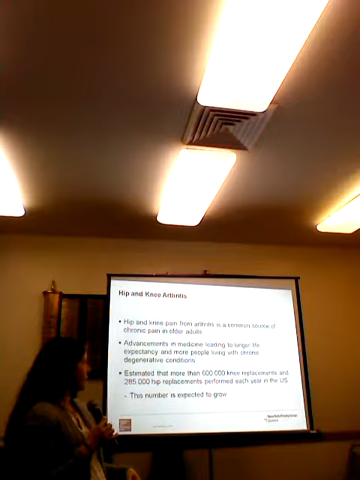 Hip and Knee Arthritis
• Hip and knee pain from arthritis is a common source of
chronic pain in older adults
• Advancements in medicine leading to longer life
expectancy and more people living with chronic
degenerative conditions
• Estimated that more than 600,000 knee replacements and
285,000 hip replacements performed each year in the US
- This number is expected to grow
NewYork-Presbyterian
Queens